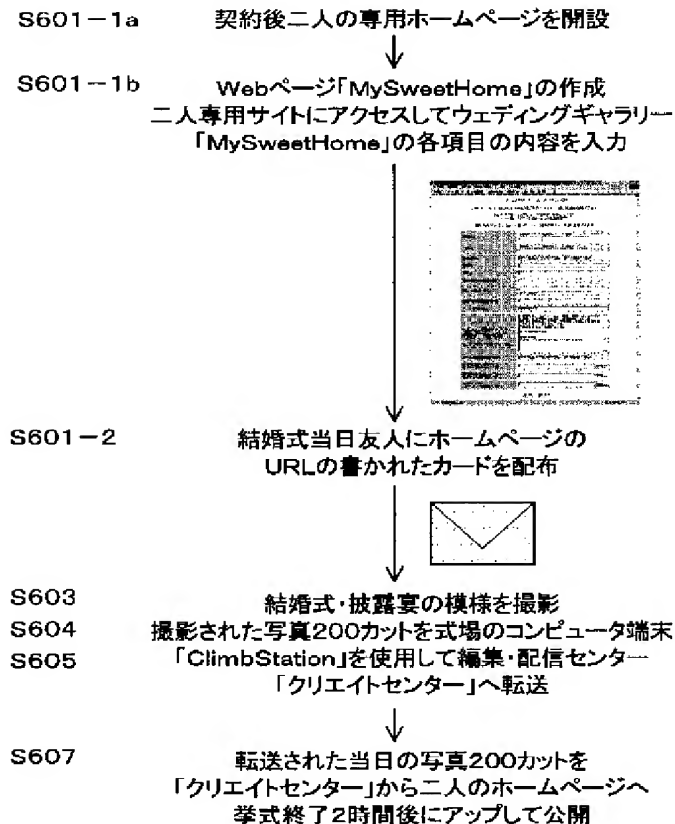 S601-1a 契約後二人の専用ホームページを開設
S601-1b Webページ「MySweetHome」の作成
二人専用サイトにアクセスしてウェディングギャラリー
「MySweetHome」の各項目の内容を入力
S601-2 結婚式当日友人にホームページの
URLの書かれたカードを配布
S603 結婚式・披露宴の模様を撮影
S604 撮影された写真200カットを式場のコンピュータ端末
S605 「ClimbStation」を使用して編集・配信センター
「クリエイトセンター」へ転送
S607 転送された当日の写真200カットを
「クリエイトセンター」から二人のホームページへ
挙式終了2時間後にアップして公開